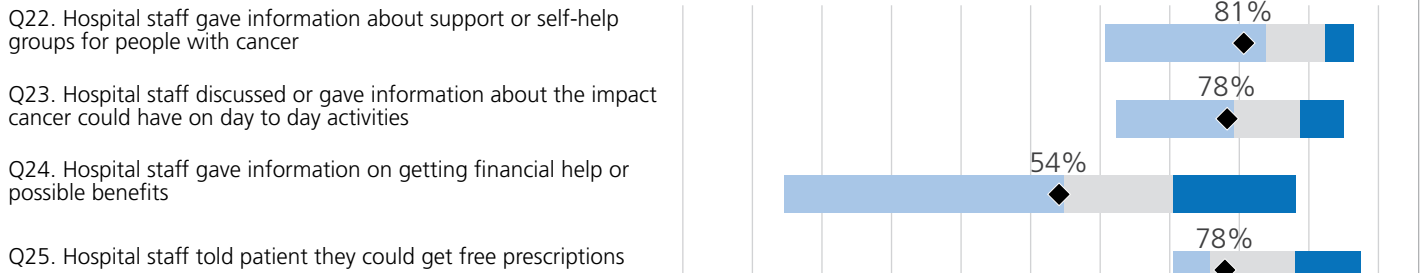 Q22. Hospital staff gave information about support or self-help
groups for people with cancer
81%
Q23. Hospital staff discussed or gave information about the impact
cancer could have on day to day activities
78%
Q24. Hospital staff gave information on getting financial help or
possible benefits
54%
Q25. Hospital staff told patient they could get free prescriptions
78%